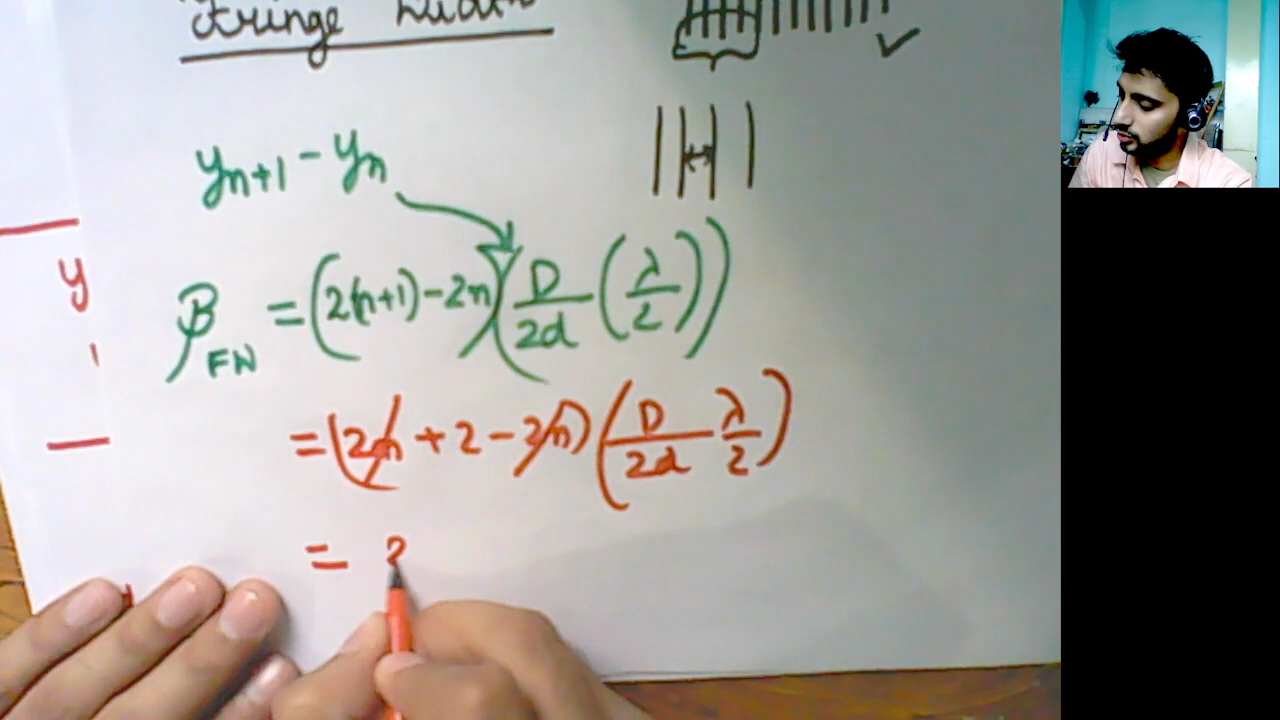 Fringe Width
yn+1 - yn
y
βFN = (2(n+1) - 2n)(D/2d (λ/2))
= (2n + 2 - 2n)(D/2d λ/2)
= 2